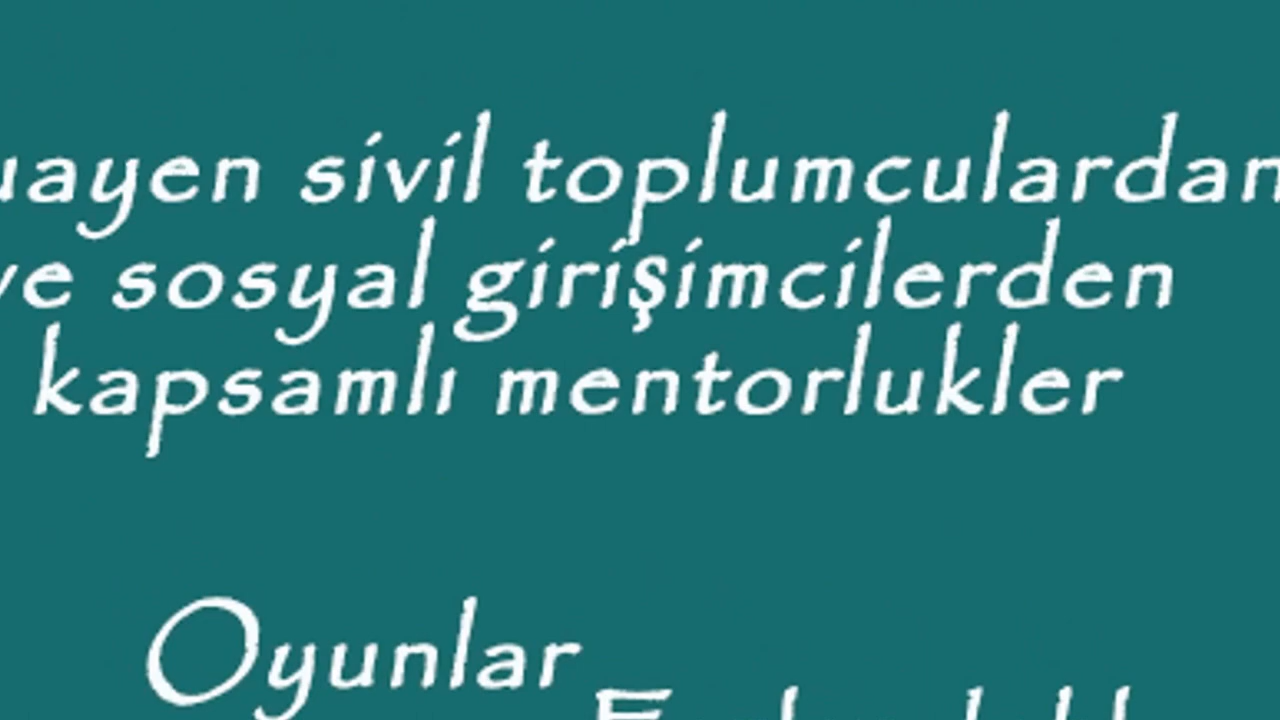 uayen sivil toplumculardan
ve sosyal girişimcilerden
kapsamlı mentorlukler
Oyunlar